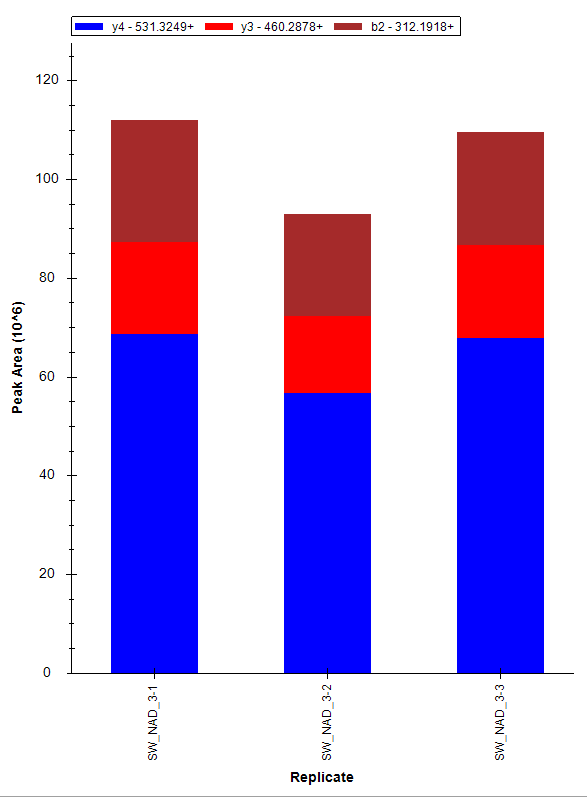 y4 - 531.3249+ y3 - 460.2878+ b2 - 312.1918+
120
100
80
60
40
20
0
Peak Area (10^6)
SW_NAD_3-1
SW_NAD_3-2
SW_NAD_3-3
Replicate